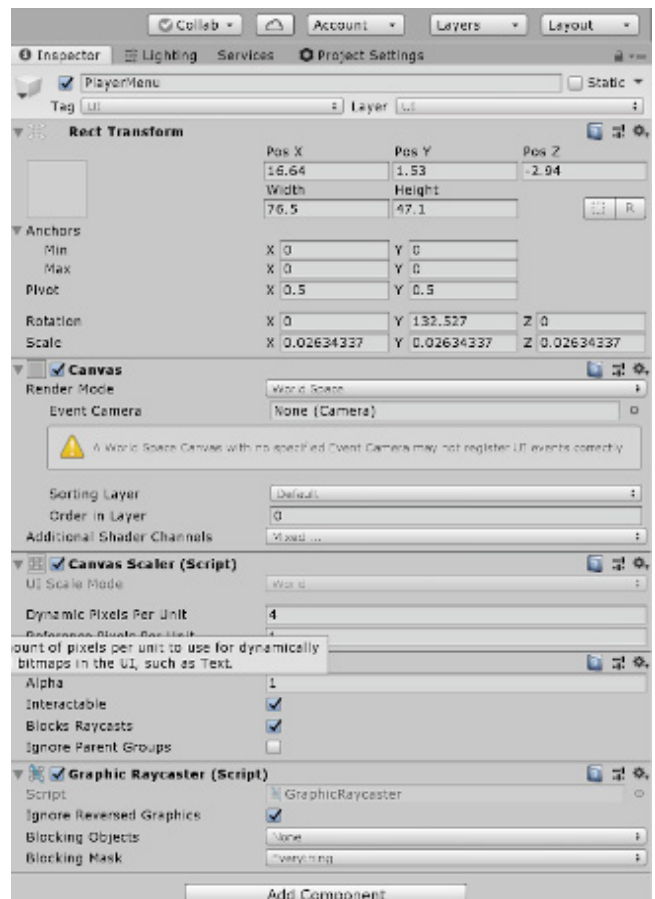 Collab Account Layers Layout
Inspector Lighting Services Project Settings
PlayerMenu Static
Tag UI Layer UI
Rect Transform
Pos X Pos Y Pos Z
16.64 1.53 -2.94
Width Height
76.5 47.1
R
Anchors
Min X 0 Y 0
Max X 0 Y 0
Pivot X 0.5 Y 0.5
Rotation X 0 Y 132.527 Z 0
Scale X 0.02634337 Y 0.02634337 Z 0.02634337
Canvas
Render Mode World Space
Event Camera None (Camera)
A World Space Canvas with no specified Event Camera may not register UI events correctly
Sorting Layer Default
Order in Layer 0
Additional Shader Channels Mixed ...
Canvas Scaler (Script)
UI Scale Mode World
Dynamic Pixels Per Unit 4
Reference Pixels Per Unit 1
ount of pixels per unit to use for dynamically
bitmaps in the UI, such as Text.
Alpha 1
Interactable
Blocks Raycasts
Ignore Parent Groups
Graphic Raycaster (Script)
Script GraphicRaycaster
Ignore Reversed Graphics
Blocking Objects None
Blocking Mask Everything
Add Component